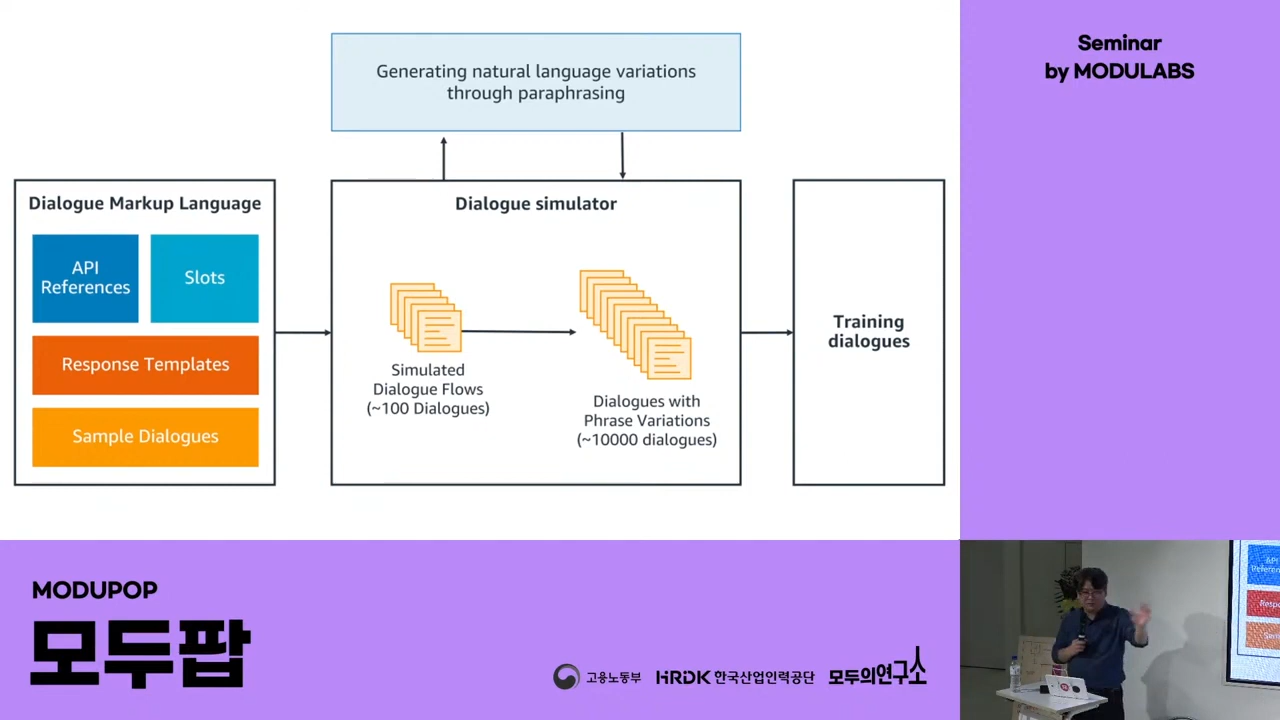 Generating natural language variations
through paraphrasing
Dialogue Markup Language
API
References
Slots
Response Templates
Sample Dialogues
Dialogue simulator
Simulated
Dialogue Flows
(~100 Dialogues)
Dialogues with
Phrase Variations
(~10000 dialogues)
Training
dialogues
Seminar
by MODULABS
MODUPOP
모두팝
고용노동부
HRDK 한국산업인력공단
모두의연구소